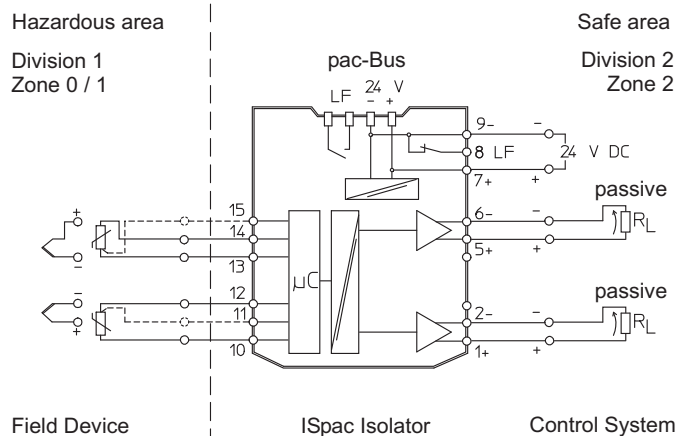 Hazardous area
Safe area
Division 1
Zone 0 / 1
pac-Bus
Division 2
Zone 2
LF
24 V
- +
9-
-
8 LF
24 V DC
7+
+
passive
15
6-
-
RL
+
14
5+
+
-
13
µC
12
passive
-
11
2-
-
RL
+
10
1+
+
Field Device
ISpac Isolator
Control System